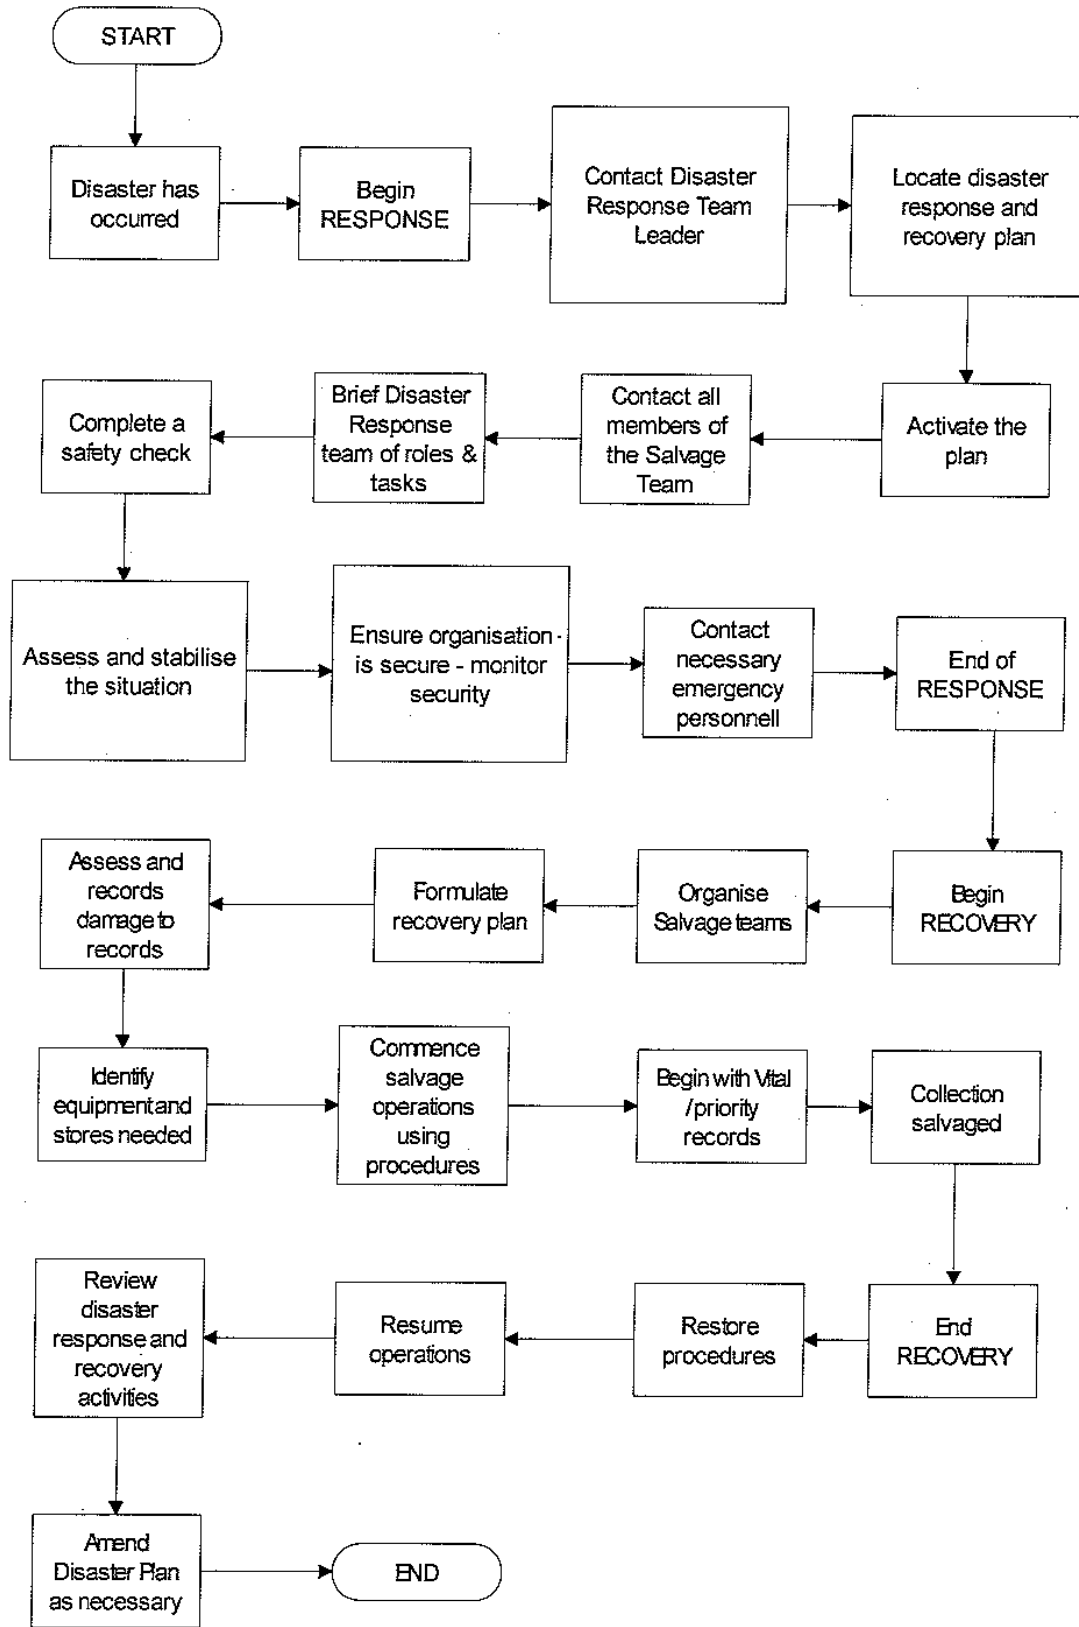 START
Disaster has
occurred
Begin
RESPONSE
Contact Disaster
Response Team
Leader
Locate disaster
response and
recovery plan
Activate the
plan
Contact all
members of
the Salvage
Team
Brief Disaster
Response
team of roles &
tasks
Complete a
safety check
Assess and stabilise
the situation
Ensure organisation -
is secure - monitor
security
Contact
necessary
emergency
personnell
End of
RESPONSE
Begin
RECOVERY
Organise
Salvage teams
Formulate
recovery plan
Assess and
records
damage to
records
Identify
equipment and
stores needed
Commence
salvage
operations
using
procedures
Begin with Vital
/priority
records
Collection
salvaged
End
RECOVERY
Restore
procedures
Resume
operations
Review
disaster
response and
recovery
activities
Amend
Disaster Plan
as necessary
END